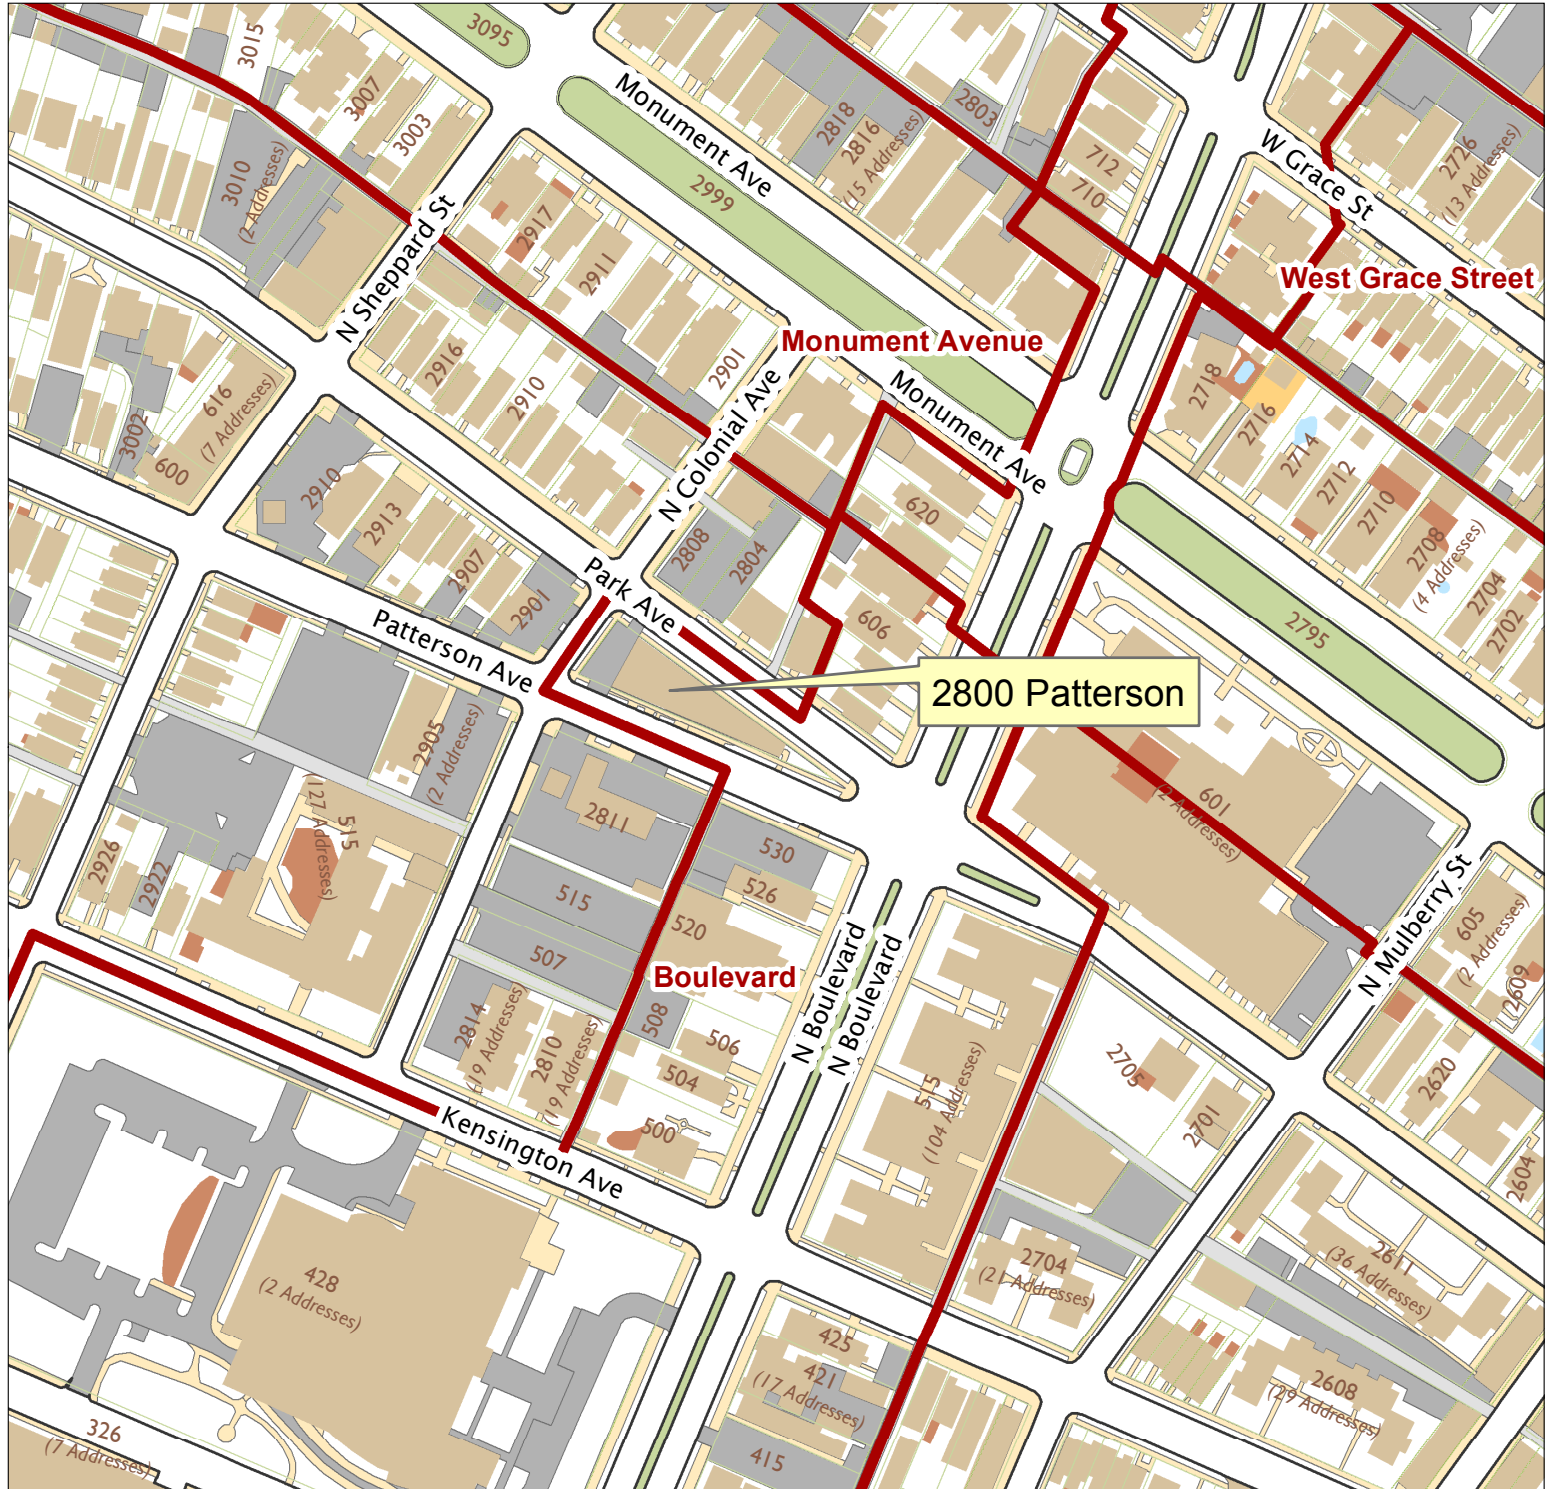 3095
3015
3007
3003
3010
(2 Addresses)
Monument Ave
2818
2816
(15 Addresses)
2803
712
710
W Grace St
2726
(13 Addresses)
2999
N Sheppard St
2917
2911
West Grace Street
Monument Avenue
2916
2910
2901
Monument Ave
2718
2716
2714
2712
2710
2708
(4 Addresses)
2704
2702
616
(7 Addresses)
3002
600
N Colonial Ave
620
2910
2913
2907
2901
2808
2804
Park Ave
606
2795
Patterson Ave
2800 Patterson
2905
(2 Addresses)
601
(2 Addresses)
2811
530
526
515
(27 Addresses)
515
520
507
Boulevard
508
506
504
500
2926
2922
2814
(19 Addresses)
2810
(19 Addresses)
N Boulevard
N Boulevard
515
(104 Addresses)
N Mulberry St
605
(2 Addresses)
2609
2705
2701
2620
2604
Kensington Ave
428
(2 Addresses)
2704
(21 Addresses)
2611
(36 Addresses)
425
421
(17 Addresses)
415
2608
(29 Addresses)
326
(7 Addresses)